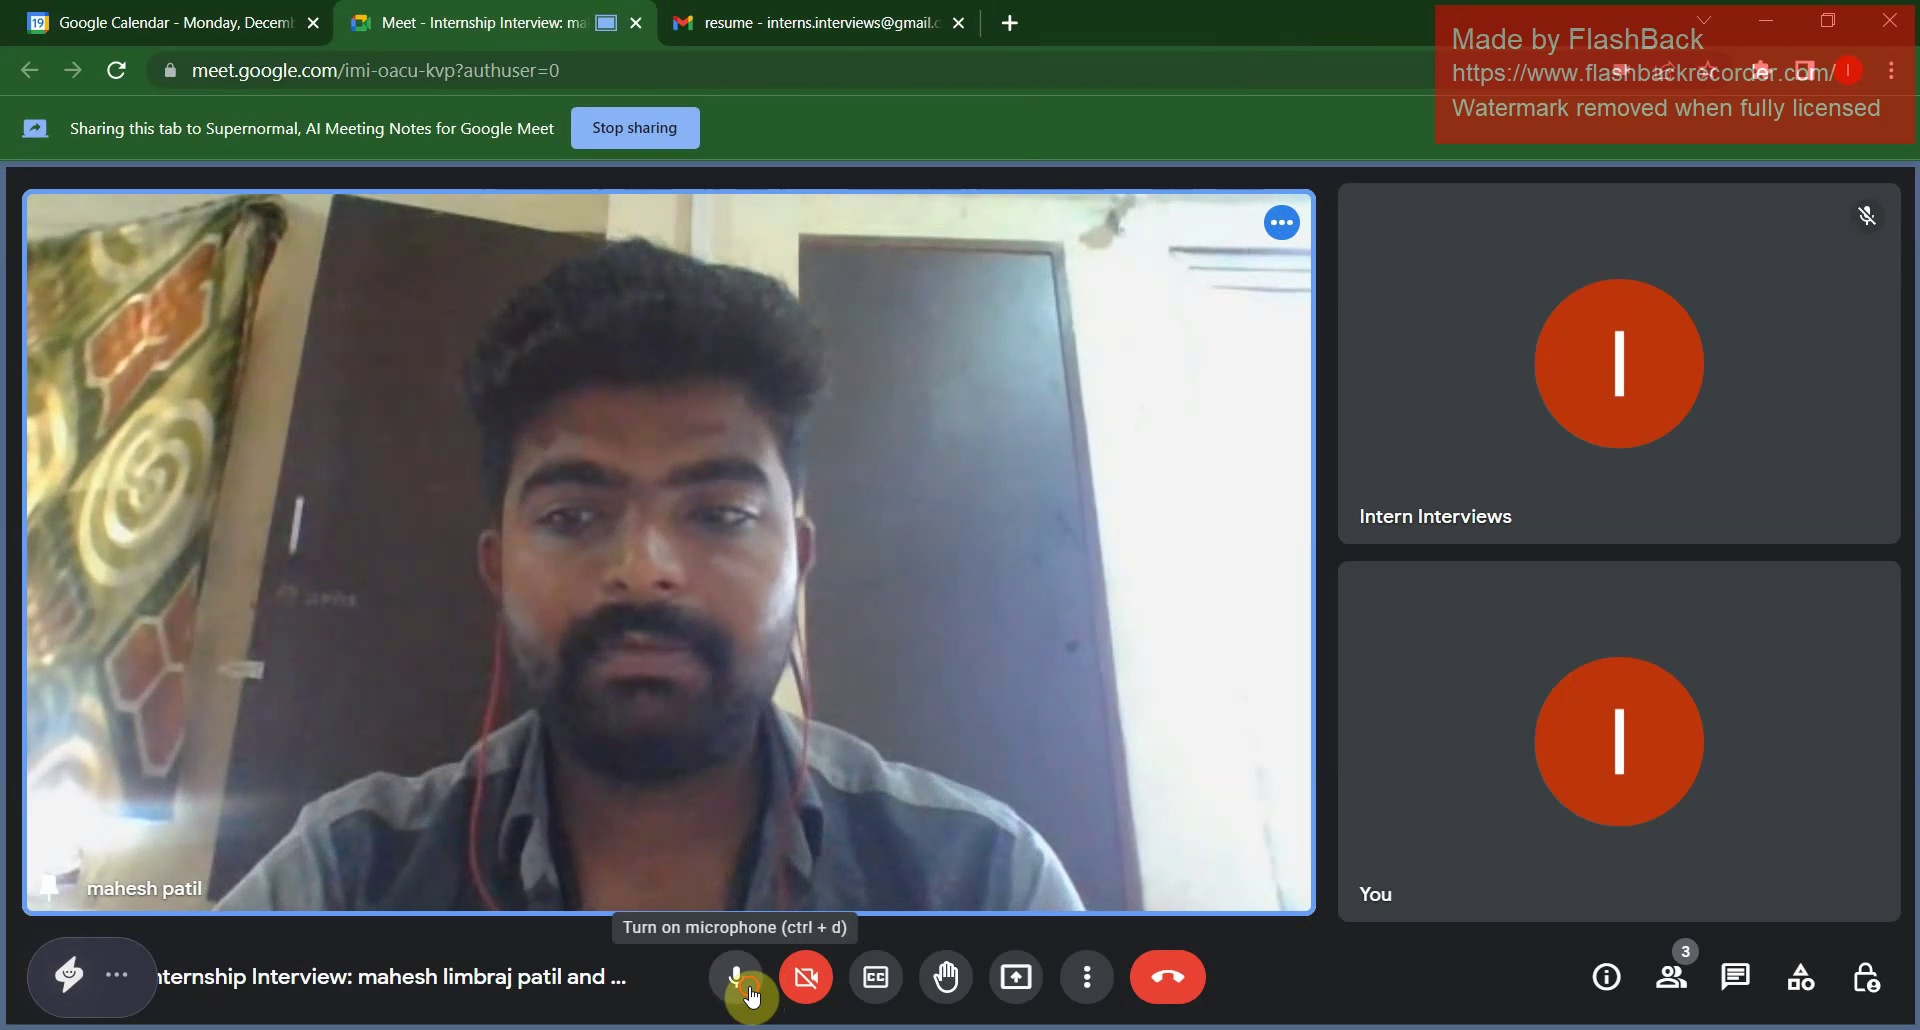 Google Calendar - Monday, Decem
Meet - Internship Interview: ma
resume - interns.interviews@gmail.c
meet.google.com/imi-oacu-kvp?authuser=0
Made by FlashBack
https://www.flashbackrecorder.com/
Watermark removed when fully licensed
Sharing this tab to Supernormal, AI Meeting Notes for Google Meet
Stop sharing
Intern Interviews
mahesh patil
You
Turn on microphone (ctrl + d)
nternship Interview: mahesh limbraj patil and ...
3